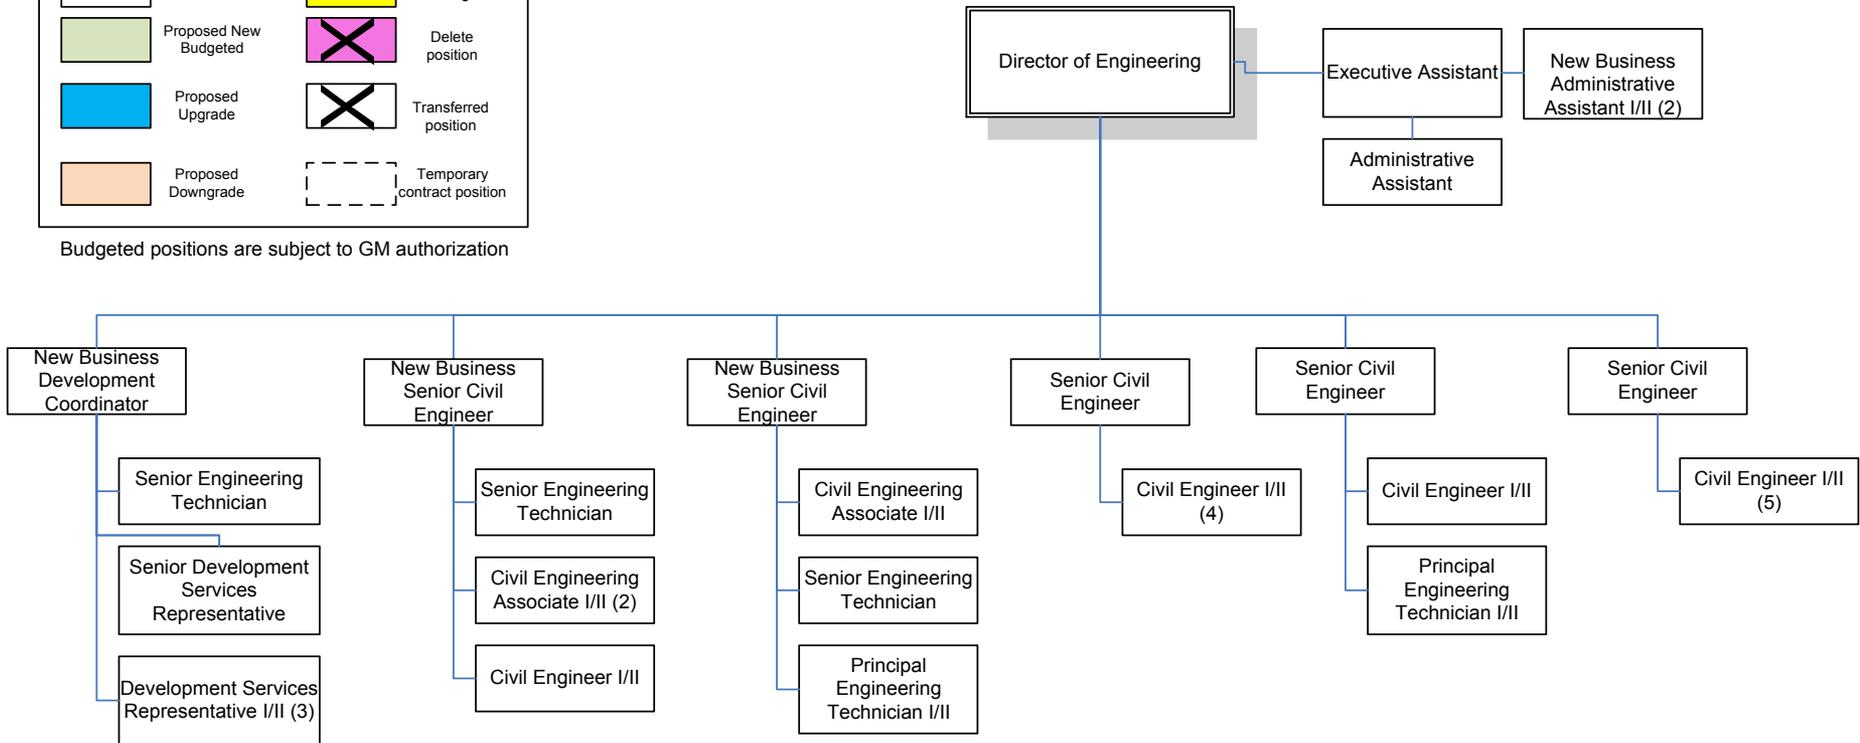 Proposed New
Budgeted
Delete
position
Proposed
Upgrade
Transferred
position
Proposed
Downgrade
Temporary
contract position
Budgeted positions are subject to GM authorization
Director of Engineering
Executive Assistant
New Business
Administrative
Assistant I/II (2)
Administrative
Assistant
New Business
Development
Coordinator
New Business
Senior Civil
Engineer
New Business
Senior Civil
Engineer
Senior Civil
Engineer
Senior Civil
Engineer
Senior Civil
Engineer
Senior Engineering
Technician
Senior Development
Services
Representative
Development Services
Representative I/II (3)
Senior Engineering
Technician
Civil Engineering
Associate I/II (2)
Civil Engineer I/II
Civil Engineering
Associate I/II
Senior Engineering
Technician
Principal
Engineering
Technician I/II
Civil Engineer I/II
(4)
Civil Engineer I/II
Principal
Engineering
Technician I/II
Civil Engineer I/II
(5)